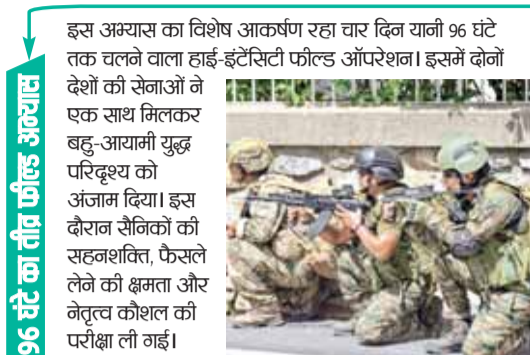 96 घंटे का तीव्र फील्ड अभ्यास
इस अभ्यास का विशेष आकर्षण रहा चार दिन यानी 96 घंटे
तक चलने वाला हाई-इंटेंसिटी फील्ड ऑपरेशन। इसमें दोनों
देशों की सेनाओं ने
एक साथ मिलकर
बहु-आयामी युद्ध
परिदृश्य को
अंजाम दिया। इस
दौरान सैनिकों की
सहनशक्ति, फैसले
लेने की क्षमता और
नेतृत्व कौशल की
परीक्षा ली गई।